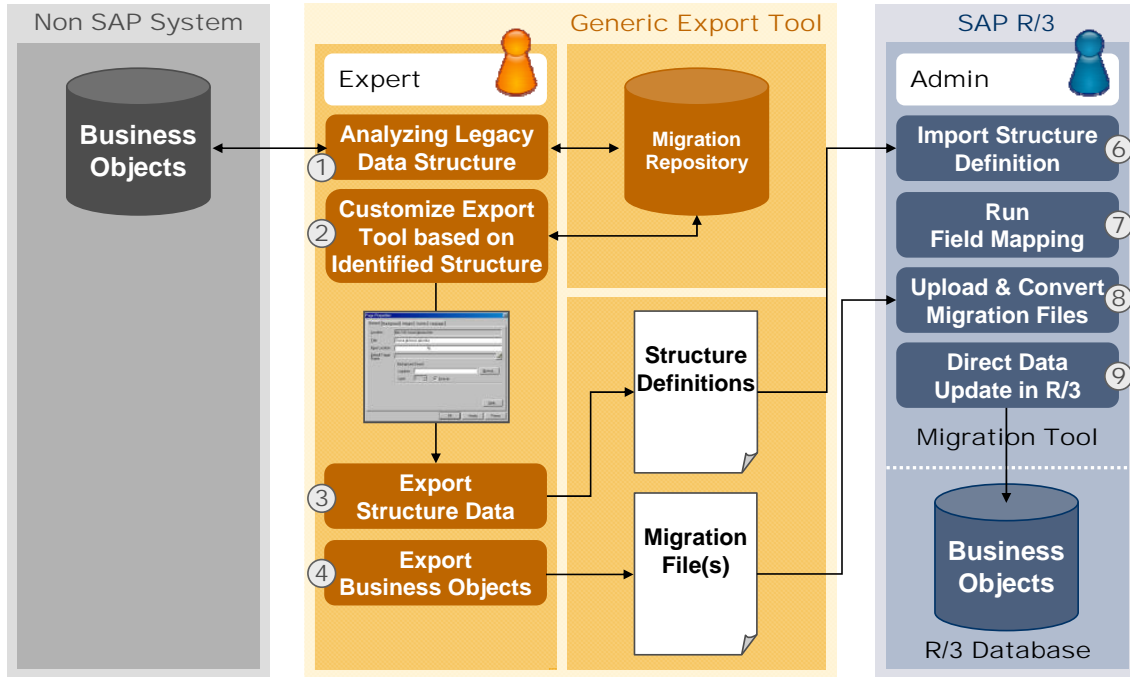 Non SAP System
Business
Objects
Generic Export Tool
Expert
1
Analyzing Legacy
Data Structure
2
Customize Export
Tool based on
Identified Structure
Migration
Repository
3
Export
Structure Data
4
Export
Business Objects
Structure
Definitions
Migration
File(s)
SAP R/3
Admin
Import Structure
Definition
6
Run
Field Mapping
7
Upload & Convert
Migration Files
8
Direct Data
Update in R/3
9
Migration Tool
Business
Objects
R/3 Database